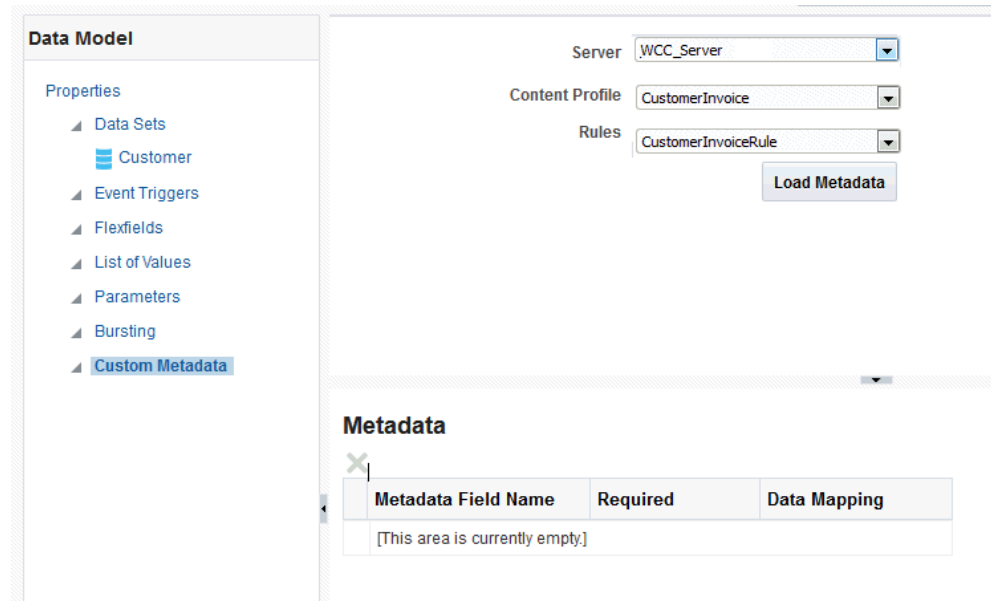 Data Model
Properties
Data Sets
Customer
Event Triggers
Flexfields
List of Values
Parameters
Bursting
Custom Metadata
Server WCC_Server
Content Profile CustomerInvoice
Rules CustomerInvoiceRule
Load Metadata
Metadata
Metadata Field Name Required Data Mapping
[This area is currently empty.]